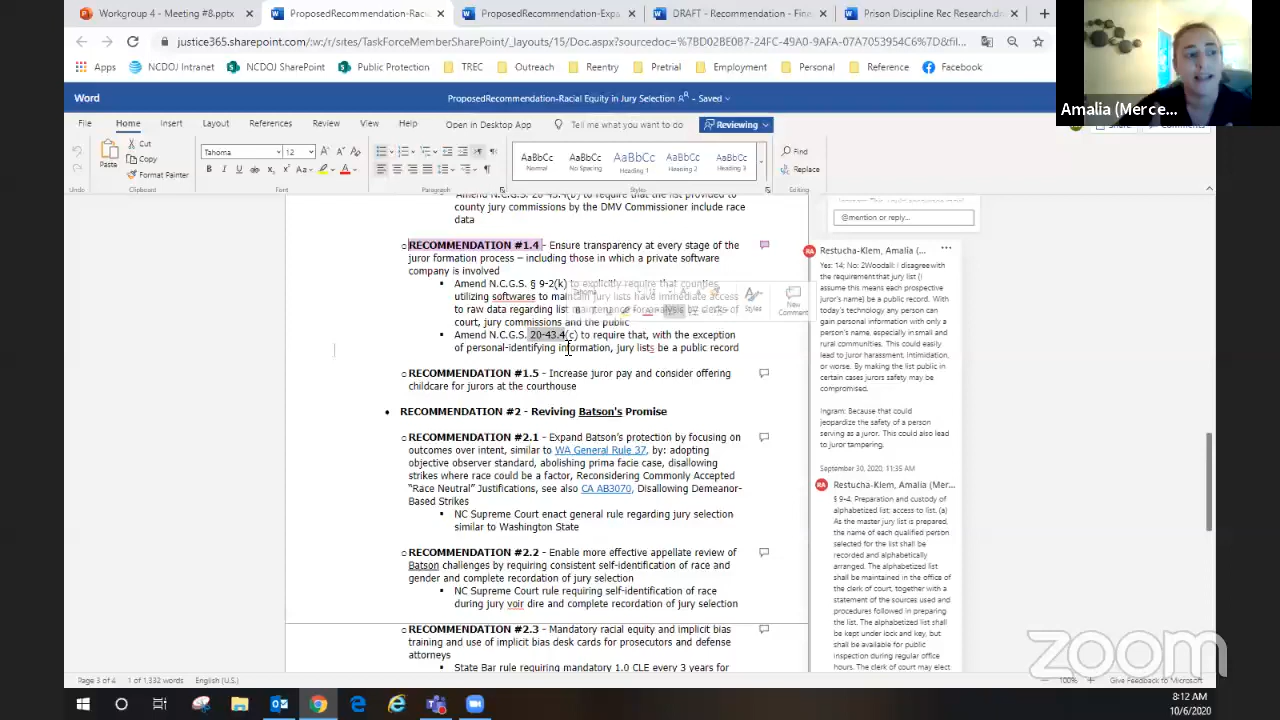 Workgroup 4 - Meeting #8.pptx
ProposedRecommendation-Rac
ProposedRecommendation-Expa
DRAFT - Recommendation - Fine
Prison Discipline Rec Research.do
justice365.sharepoint.com/:w:/r/sites/TaskForceMemberSharePoint/_layouts/15/Doc.aspx?sourcedoc=%7BD02BE087-24FC-49A0-9AFA-07A7053954C6%7D&fil...
Apps NCDOJ Intranet NCDOJ SharePoint Public Protection TREC Outreach Reentry Pretrial Employment Personal Reference Facebook
Amalia (Merce...
Word
ProposedRecommendation-Racial Equity in Jury Selection - Saved
File Home Insert Layout References Review View Help Open in Desktop App Tell me what you want to do Reviewing
Share Comments
Paste Cut Copy Format Painter
Tahoma 12
AaBbCc AaBbCc AaBbCc AaBbCc AaBbCc
Normal No Spacing Heading 1 Heading 2 Heading 3
Find
Replace
Undo Clipboard Font Paragraph Styles Editing
Amend N.C.G.S. 20-43.4(b) to require that the list provided to
county jury commissions by the DMV Commissioner include race
data
RECOMMENDATION #1.4 - Ensure transparency at every stage of the
juror formation process – including those in which a private software
company is involved
Amend N.C.G.S. § 9-2(k) to explicitly require that counties
utilizing softwares to maintain jury lists have immediate access
to raw data regarding list maintenance for analysis by clerks of
court, jury commissions and the public
Amend N.C.G.S. 20-43.4(c) to require that, with the exception
of personal-identifying information, jury lists be a public record
Styles
New
Comment
RECOMMENDATION #1.5 - Increase juror pay and consider offering
childcare for jurors at the courthouse
RECOMMENDATION #2 - Reviving Batson's Promise
RECOMMENDATION #2.1 - Expand Batson's protection by focusing on
outcomes over intent, similar to WA General Rule 37, by: adopting
objective observer standard, abolishing prima facie case, disallowing
strikes where race could be a factor, Reconsidering Commonly Accepted
"Race Neutral" Justifications, see also CA AB3070, Disallowing Demeanor-
Based Strikes
NC Supreme Court enact general rule regarding jury selection
similar to Washington State
RECOMMENDATION #2.2 - Enable more effective appellate review of
Batson challenges by requiring consistent self-identification of race and
gender and complete recordation of jury selection
NC Supreme Court rule requiring self-identification of race
during jury voir dire and complete recordation of jury selection
RECOMMENDATION #2.3 - Mandatory racial equity and implicit bias
training and use of implicit bias desk cards for prosecutors and defense
attorneys
State Bar rule requiring mandatory 1.0 CLE every 3 years for
@mention or reply...
RA Restucha-Klem, Amalia (...
Yes: 14; No: 2Woodall: i disagree with
the requirement that jury list (i
assume this means each prospective
juror's name) be a public record. With
today's technology any person can
gain personal information with only a
person's name, especially in small and
rural communities. This could easily
lead to juror harassment, Intimidation,
or worse. By making the list public in
certain cases jurors safety may be
compromised.
Ingram: Because that could
jeopardize the safety of a person
serving as a juror. This could also lead
to juror tampering.
September 30, 2020, 11:35 AM
RA Restucha-Klem, Amalia (Mer...
§ 9-4: Preparation and custody of
alphabetized list; access to list. (a)
As the master jury list is prepared,
the name of each qualified person
selected for the list shall be
recorded and alphabetically
arranged. The alphabetized list
shall be maintained in the office of
the clerk of court, together with a
statement of the sources used and
procedures followed in preparing
the list. The alphabetized list shall
be kept under lock and key, but
shall be available for public
inspection during regular office
hours. The clerk of court may elect
zoom
Page 3 of 4 1 of 1,332 words English (U.S.) 100% Give Feedback to Microsoft
8:12 AM
10/6/2020